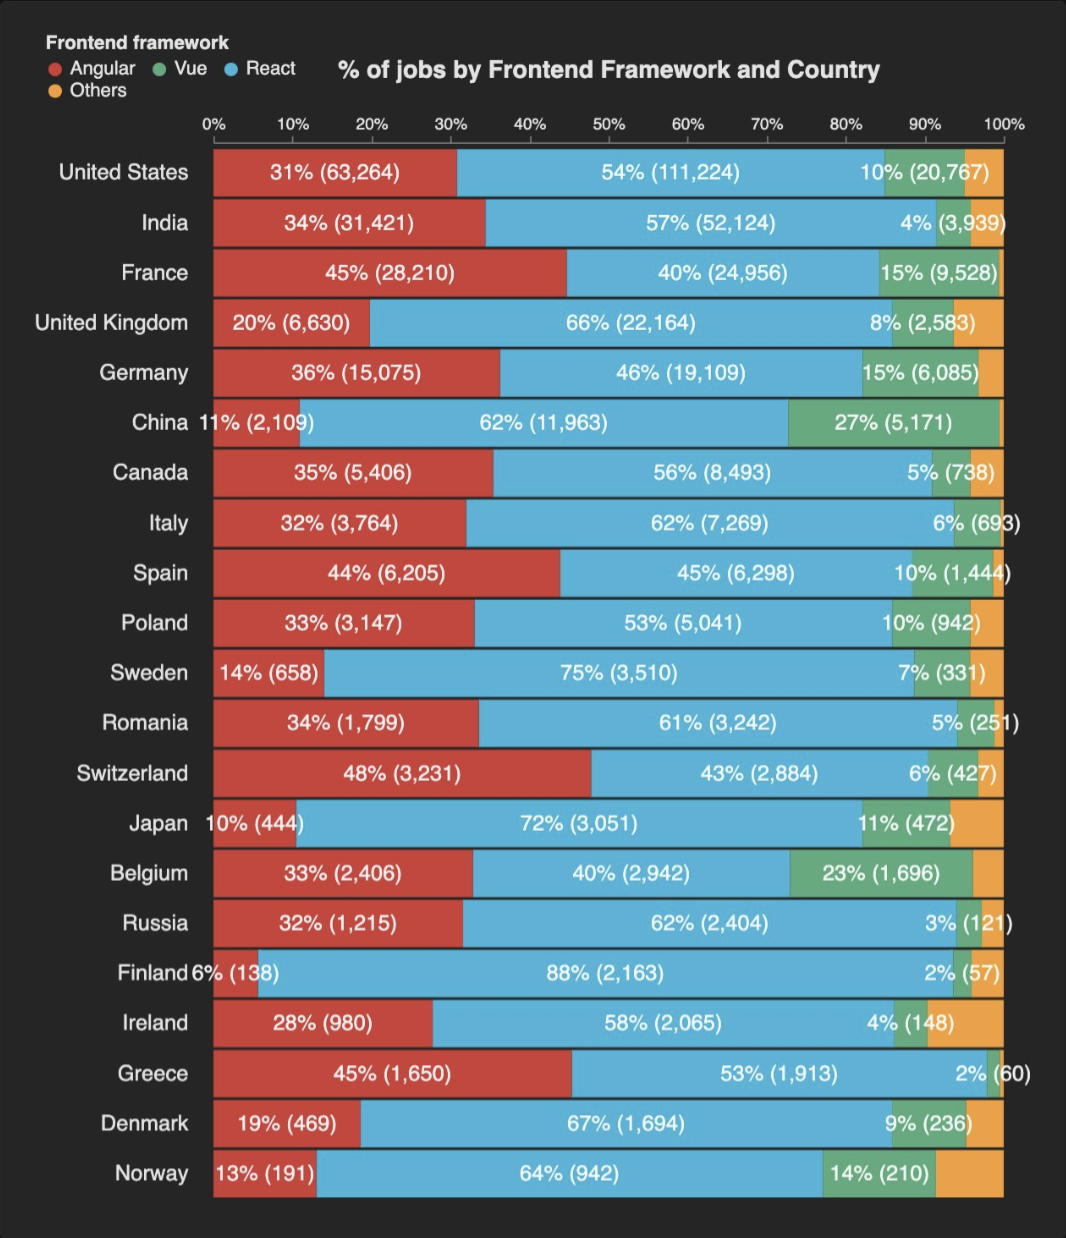 Frontend framework
Angular Vue React
Others
% of jobs by Frontend Framework and Country
0% 10% 20% 30% 40% 50% 60% 70% 80% 90% 100%
United States 31% (63,264) 54% (111,224) 10% (20,767)
India 34% (31,421) 57% (52,124) 4% (3,939)
France 45% (28,210) 40% (24,956) 15% (9,528)
United Kingdom 20% (6,630) 66% (22,164) 8% (2,583)
Germany 36% (15,075) 46% (19,109) 15% (6,085)
China 11% (2,109) 62% (11,963) 27% (5,171)
Canada 35% (5,406) 56% (8,493) 5% (738)
Italy 32% (3,764) 62% (7,269) 6% (693)
Spain 44% (6,205) 45% (6,298) 10% (1,444)
Poland 33% (3,147) 53% (5,041) 10% (942)
Sweden 14% (658) 75% (3,510) 7% (331)
Romania 34% (1,799) 61% (3,242) 5% (251)
Switzerland 48% (3,231) 43% (2,884) 6% (427)
Japan 10% (444) 72% (3,051) 11% (472)
Belgium 33% (2,406) 40% (2,942) 23% (1,696)
Russia 32% (1,215) 62% (2,404) 3% (121)
Finland 6% (138) 88% (2,163) 2% (57)
Ireland 28% (980) 58% (2,065) 4% (148)
Greece 45% (1,650) 53% (1,913) 2% (60)
Denmark 19% (469) 67% (1,694) 9% (236)
Norway 13% (191) 64% (942) 14% (210)